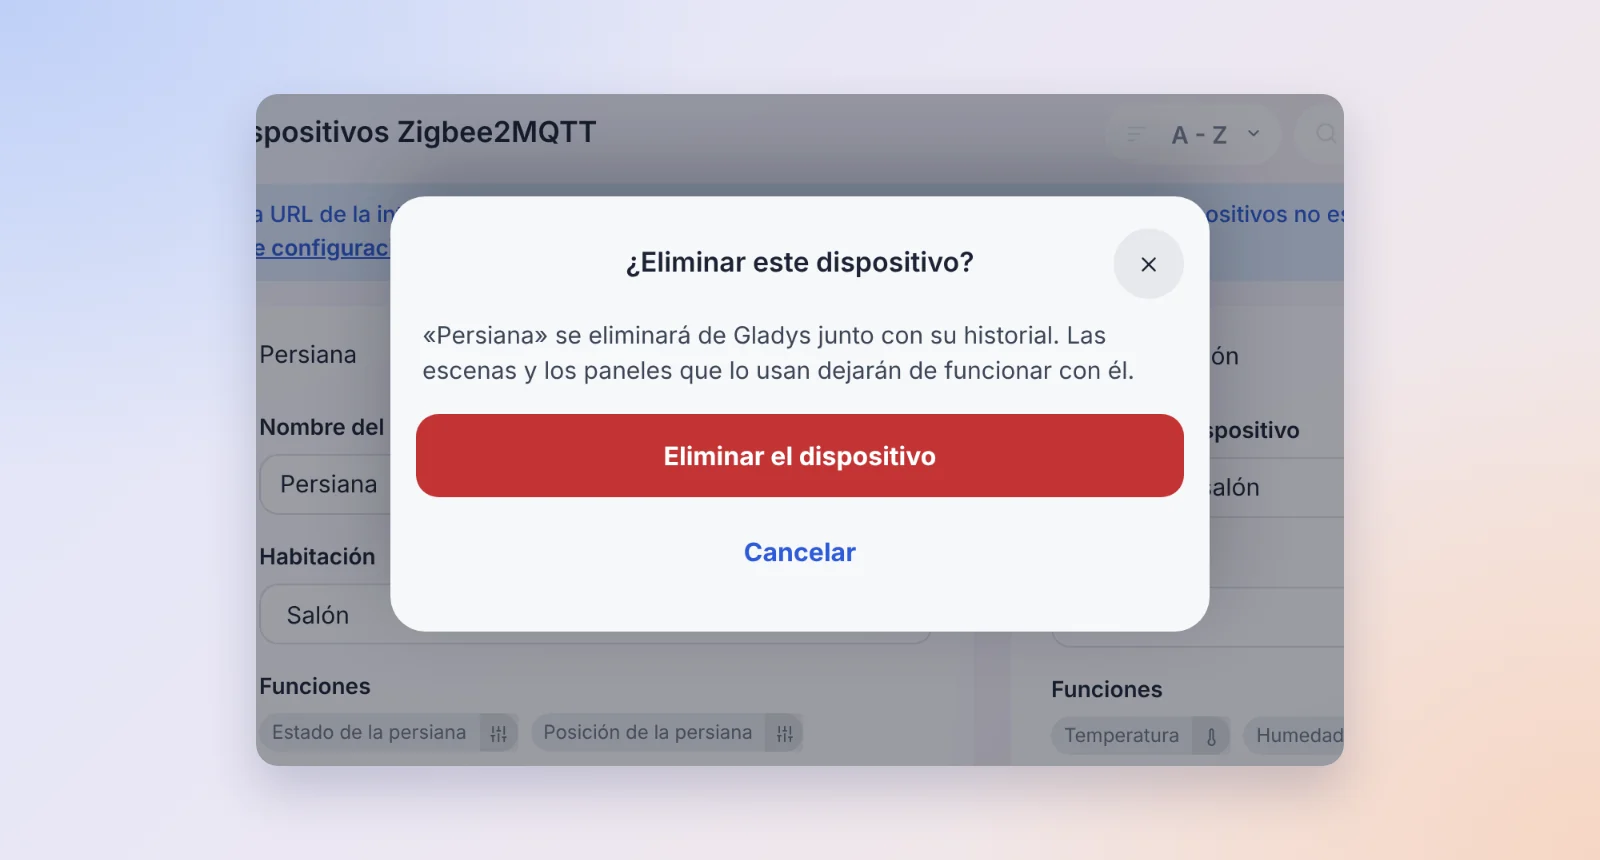 spositivos Zigbee2MQTT
A - Z
a URL de la in
ositivos no es
e configurac
¿Eliminar este dispositivo?
«Persiana» se eliminará de Gladys junto con su historial. Las
escenas y los paneles que lo usan dejarán de funcionar con él.
Eliminar el dispositivo
Cancelar
Persiana
Nombre del
Persiana
Habitación
Salón
Funciones
Estado de la persiana
Posición de la persiana
ón
spositivo
salón
Funciones
Temperatura
Humedad